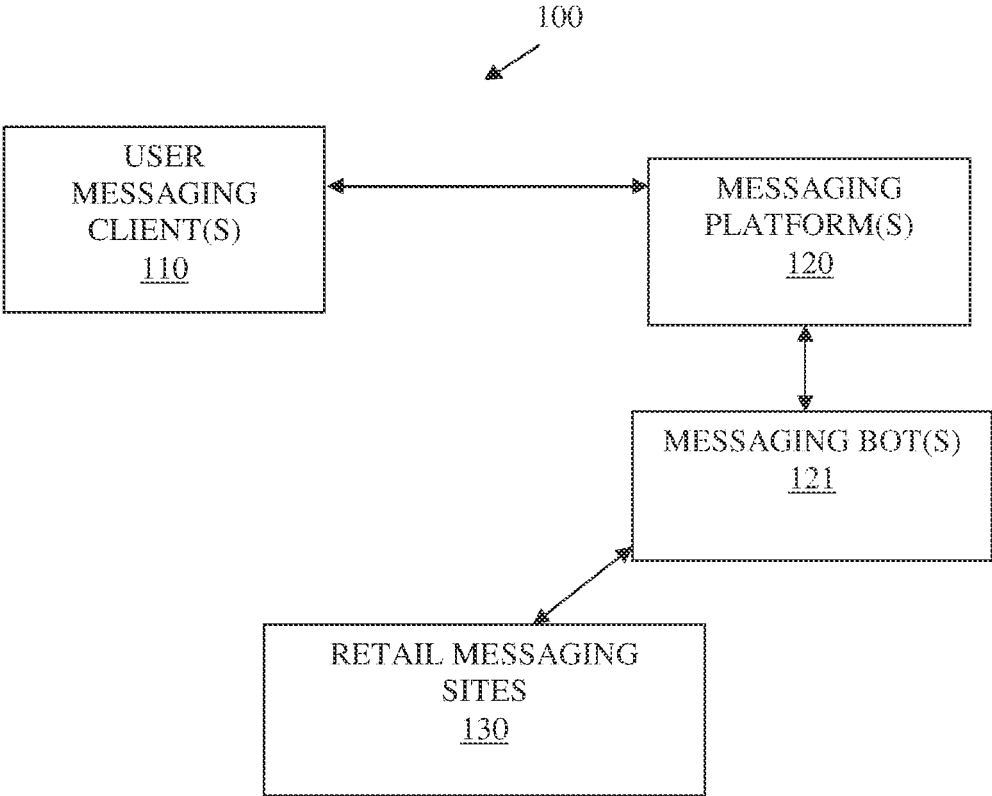 100
USER
MESSAGING
CLIENT(S)
110
MESSAGING
PLATFORM(S)
120
MESSAGING BOT(S)
121
RETAIL MESSAGING
SITES
130